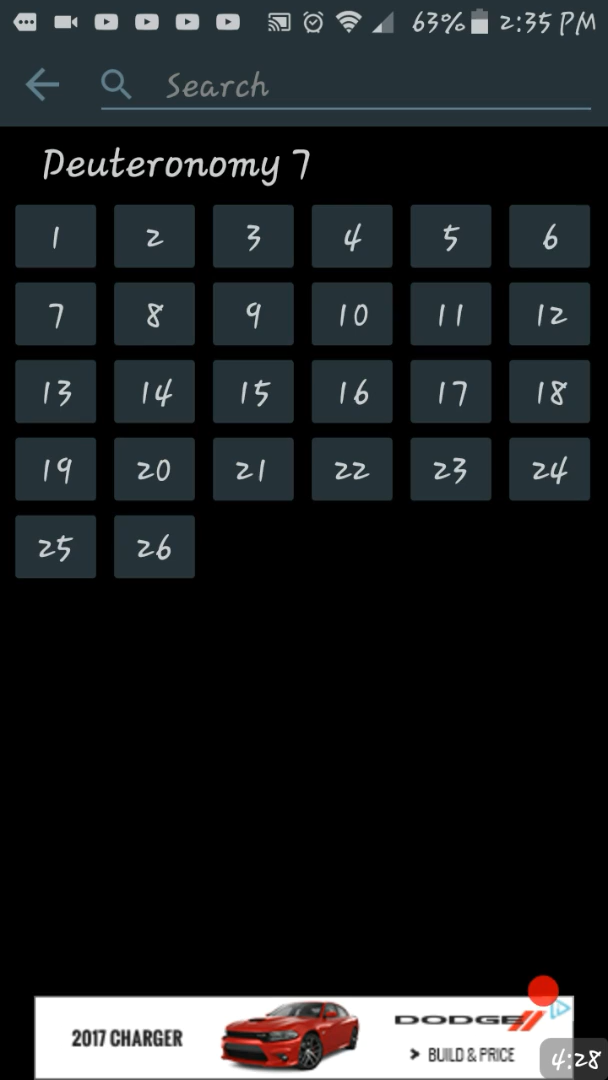 63% 2:35 PM
Search
Deuteronomy 7
1 2 3 4 5 6
7 8 9 10 11 12
13 14 15 16 17 18
19 20 21 22 23 24
25 26
2017 CHARGER
DODGE
> BUILD & PRICE
4:28